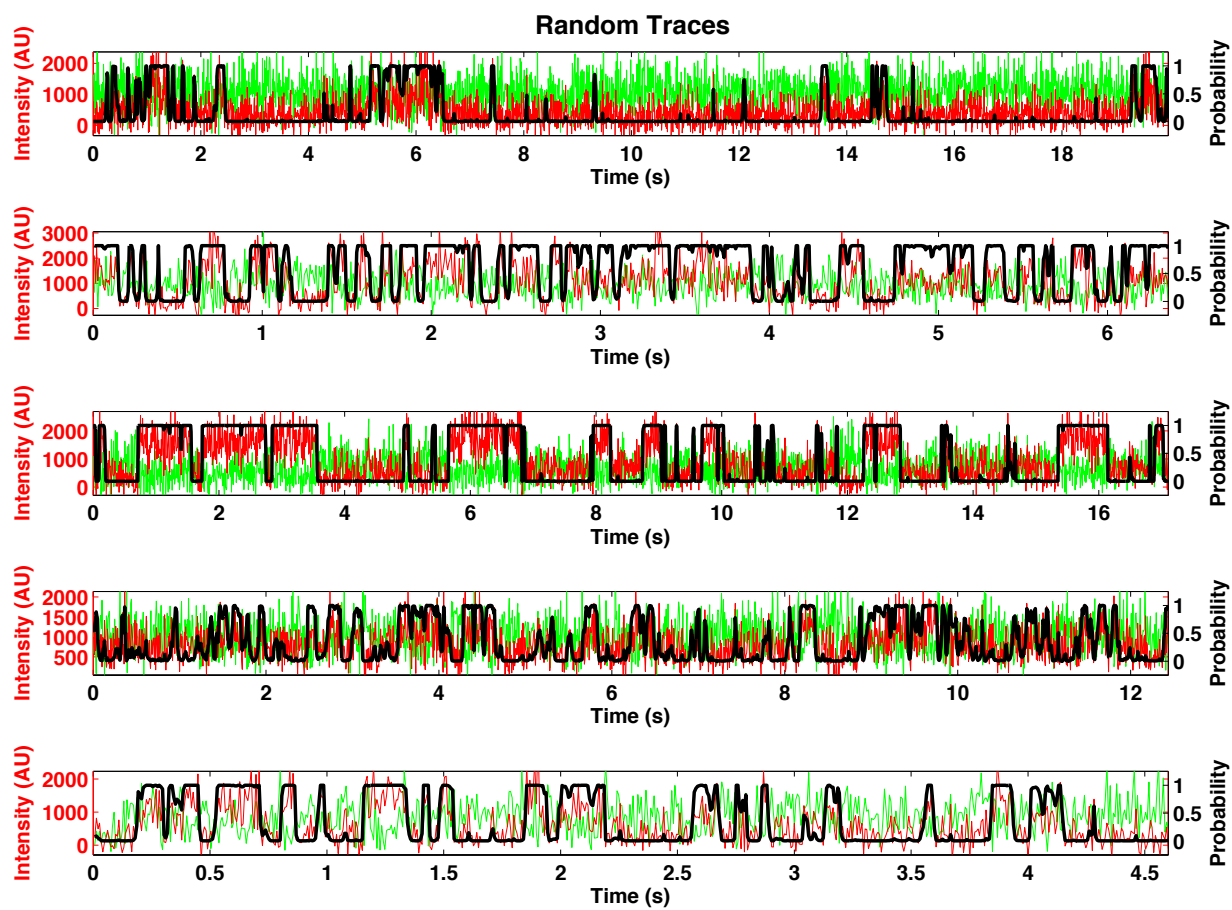 Random Traces
Intensity (AU)
2000
1000
0
1
0.5
0
Probability
0 2 4 6 8 10 12 14 16 18
Time (s)
Intensity (AU)
3000
2000
1000
0
1
0.5
0
Probability
0 1 2 3 4 5 6
Time (s)
Intensity (AU)
2000
1000
0
1
0.5
0
Probability
0 2 4 6 8 10 12 14 16
Time (s)
Intensity (AU)
2000
1500
1000
500
1
0.5
0
Probability
0 2 4 6 8 10 12
Time (s)
Intensity (AU)
2000
1000
0
1
0.5
0
Probability
0 0.5 1 1.5 2 2.5 3 3.5 4 4.5
Time (s)